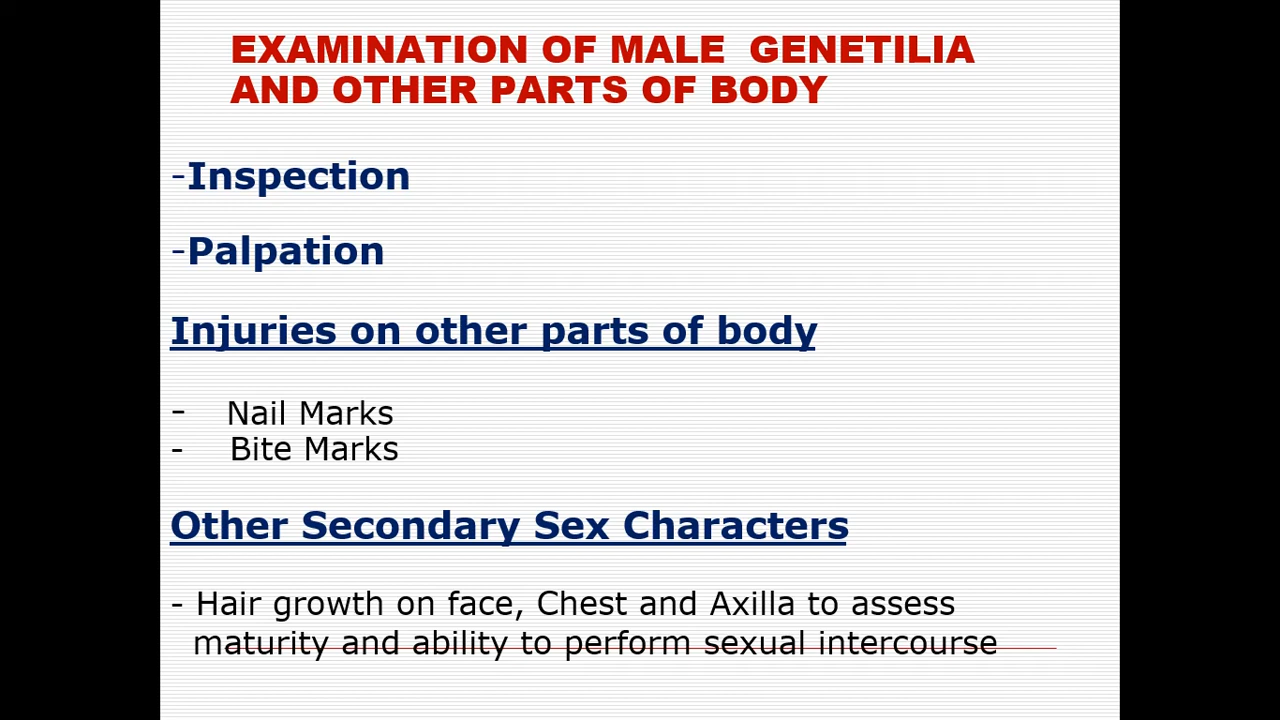 EXAMINATION OF MALE  GENETILIA
AND OTHER PARTS OF BODY
-Inspection
-Palpation
Injuries on other parts of body
-   Nail Marks
-   Bite Marks
Other Secondary Sex Characters
- Hair growth on face, Chest and Axilla to assess
maturity and ability to perform sexual intercourse